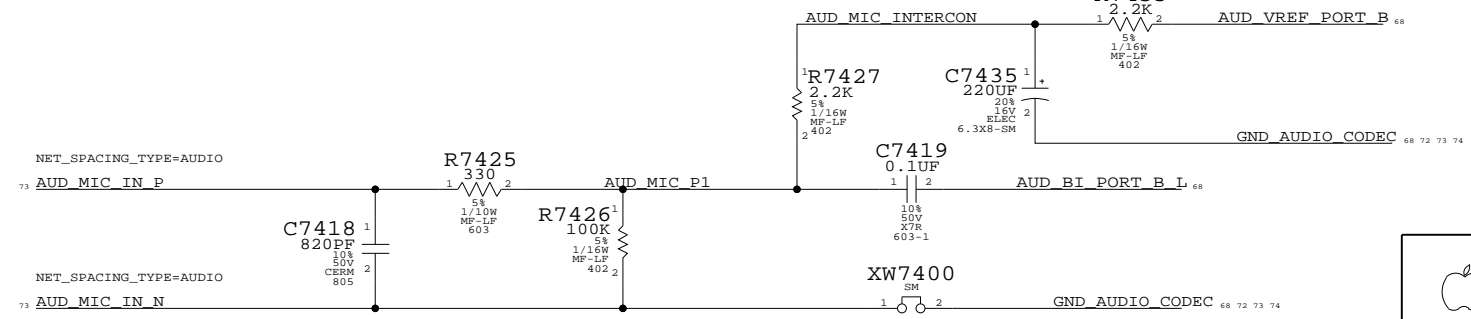 2.2K
AUD_MIC_INTERCON
1
2
AUD_VREF_PORT_B 68
5%
1/16W
MF-LF
402
1
R7427
2.2K
5%
1/16W
MF-LF
402
2
C7435
1
+
220UF
20%
16V
2
ELEC
6.3X8-SM
GND_AUDIO_CODEC 68 72 73 74
NET_SPACING_TYPE=AUDIO
R7425
330
C7419
0.1UF
73 AUD_MIC_IN_P
1
2
AUD_MIC_P1
1
2
AUD_BI_PORT_B_L 68
5%
1/10W
MF-LF
603
10%
50V
X7R
603-1
C7418
1
820PF
10%
50V
CERM
2
805
R7426
1
100K
5%
1/16W
MF-LF
402
2
NET_SPACING_TYPE=AUDIO
XW7400
SM
73 AUD_MIC_IN_N
1
2
GND_AUDIO_CODEC 68 72 73 74